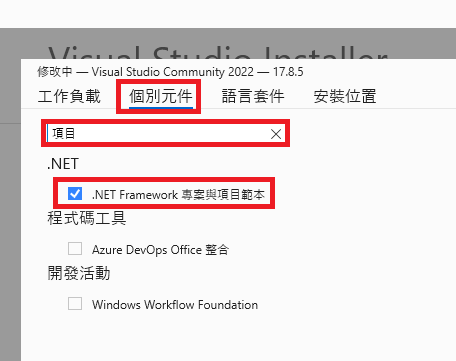 Visual Studio Installer
修改中 — Visual Studio Community 2022 — 17.8.5
工作負載 個別元件 語言套件 安裝位置
項目
.NET
.NET Framework 專案與項目範本
程式碼工具
Azure DevOps Office 整合
開發活動
Windows Workflow Foundation